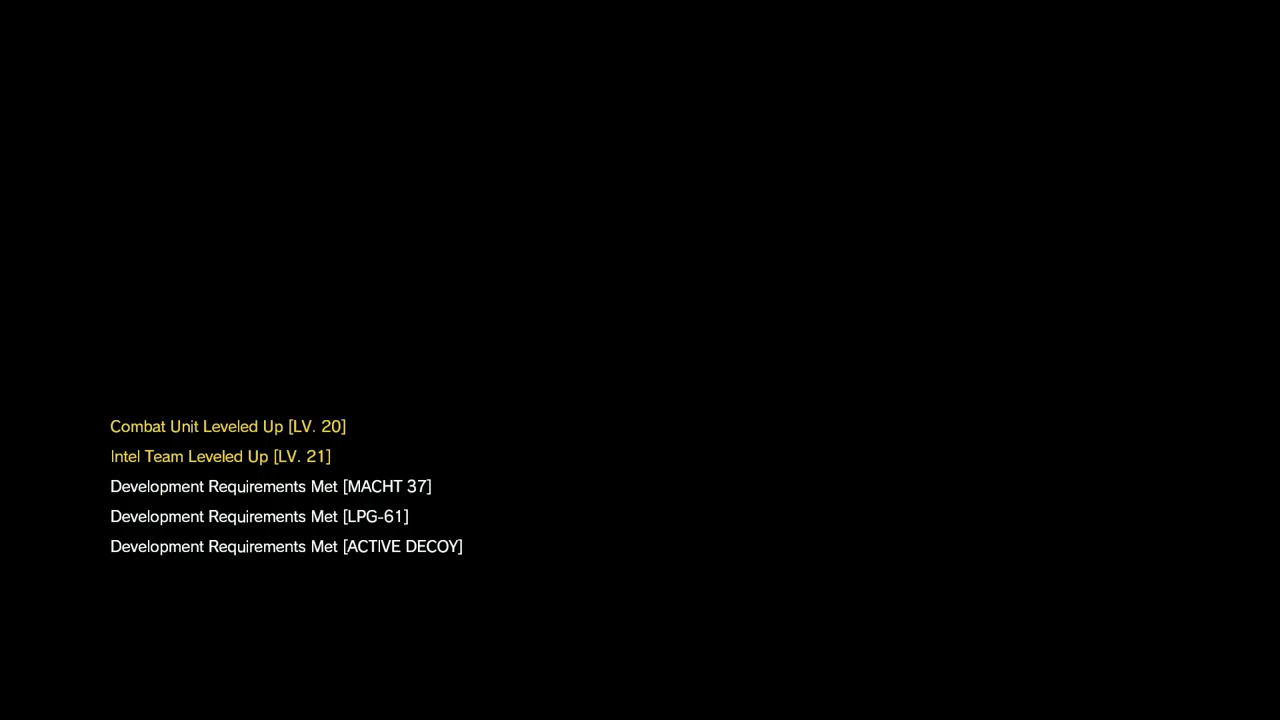 Combat Unit Leveled Up [LV. 20]
Intel Team Leveled Up [LV. 21]
Development Requirements Met [MACHT 37]
Development Requirements Met [LPG-61]
Development Requirements Met [ACTIVE DECOY]